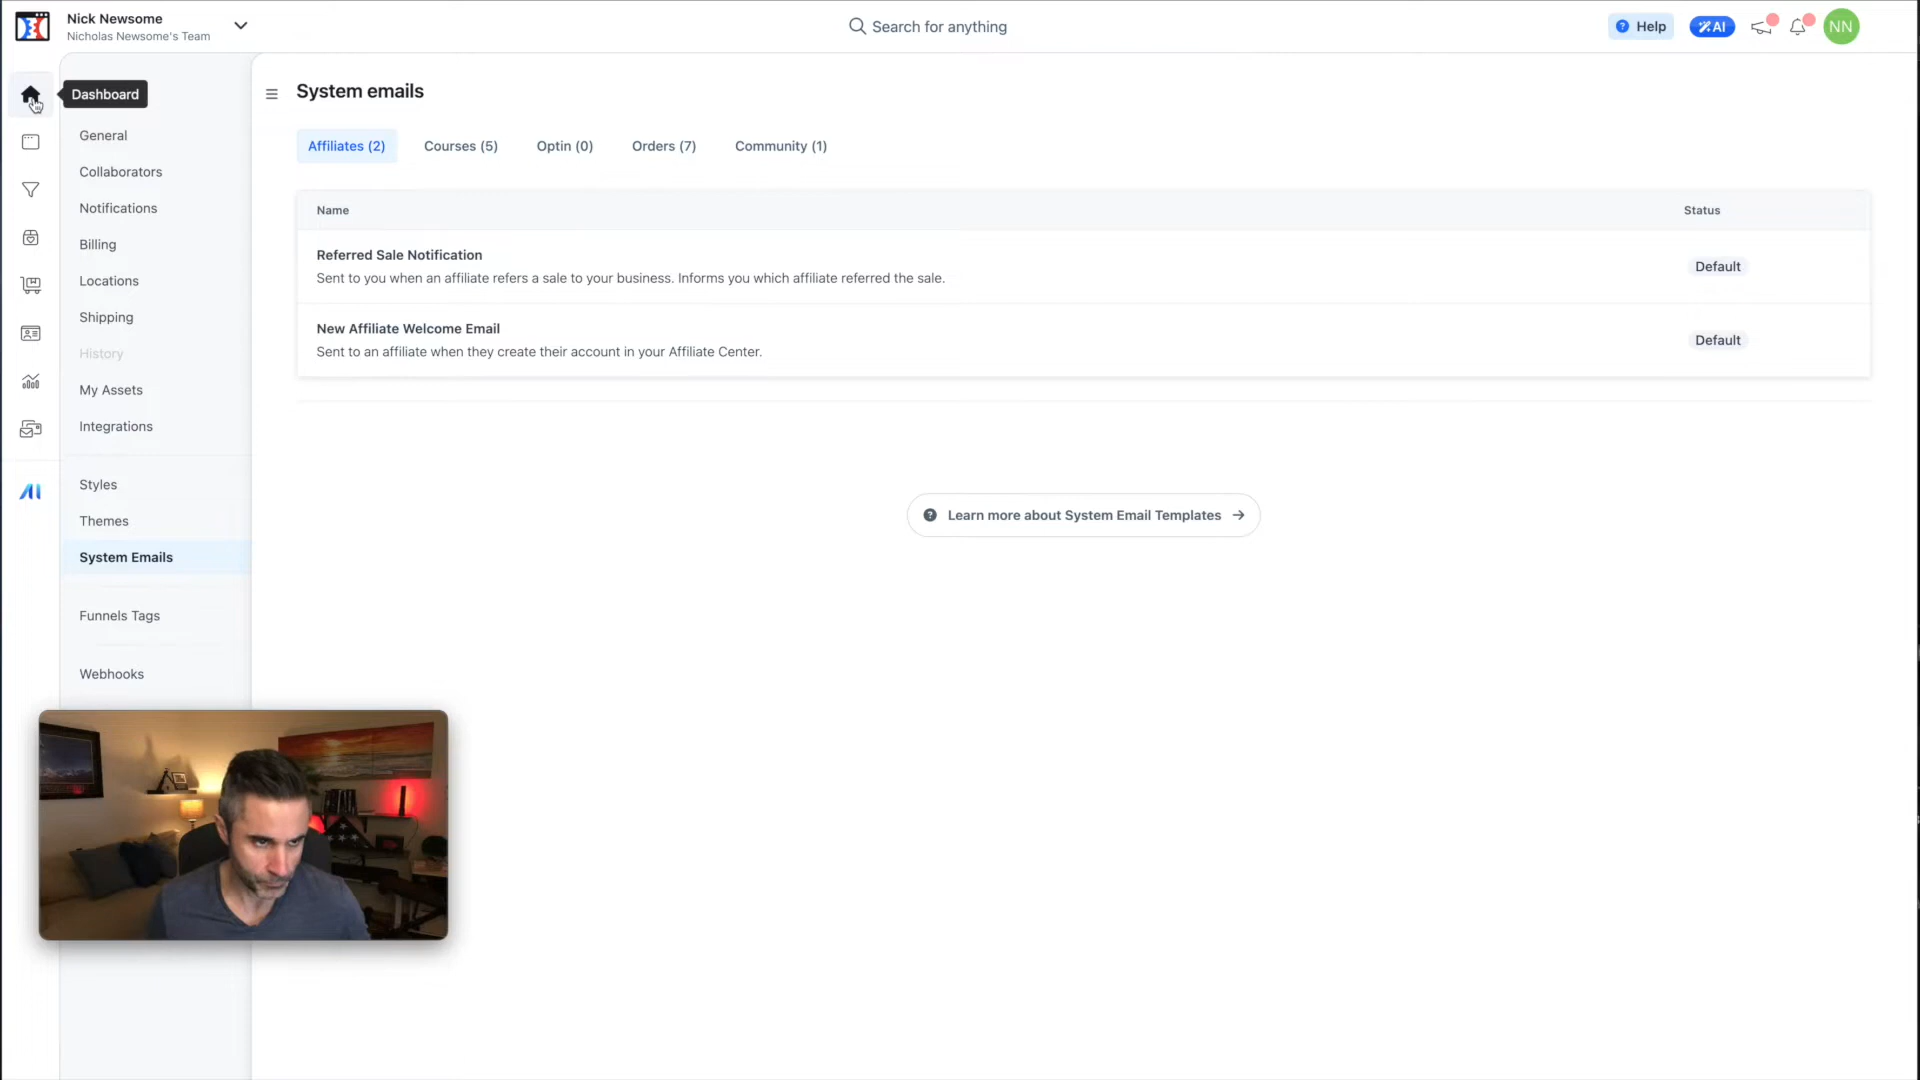 Nick Newsome
Nicholas Newsome's Team
Search for anything
Help
AI
NN
Dashboard
General
Collaborators
Notifications
Billing
Locations
Shipping
History
My Assets
Integrations
AI
Styles
Themes
System Emails
Funnels Tags
Webhooks
System emails
Affiliates (2)
Courses (5)
Optin (0)
Orders (7)
Community (1)
Name
Status
Referred Sale Notification
Sent to you when an affiliate refers a sale to your business. Informs you which affiliate referred the sale.
Default
New Affiliate Welcome Email
Sent to an affiliate when they create their account in your Affiliate Center.
Default
Learn more about System Email Templates